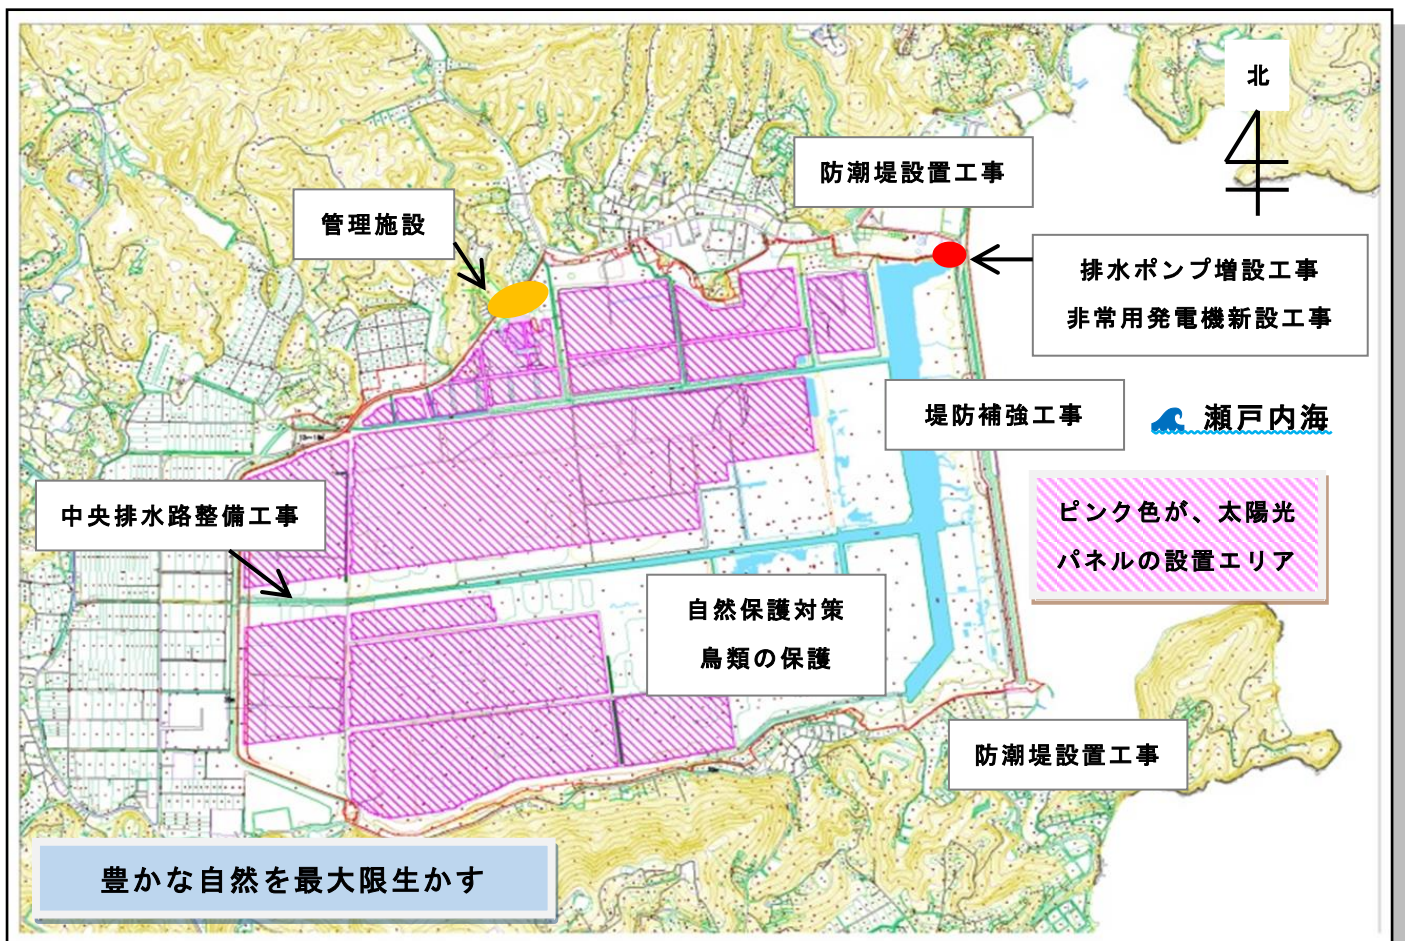 北
防潮堤設置工事
管理施設
排水ポンプ増設工事
非常用発電機新設工事
堤防補強工事
瀬戸内海
ピンク色が、太陽光
パネルの設置エリア
中央排水路整備工事
自然保護対策
鳥類の保護
防潮堤設置工事
豊かな自然を最大限生かす